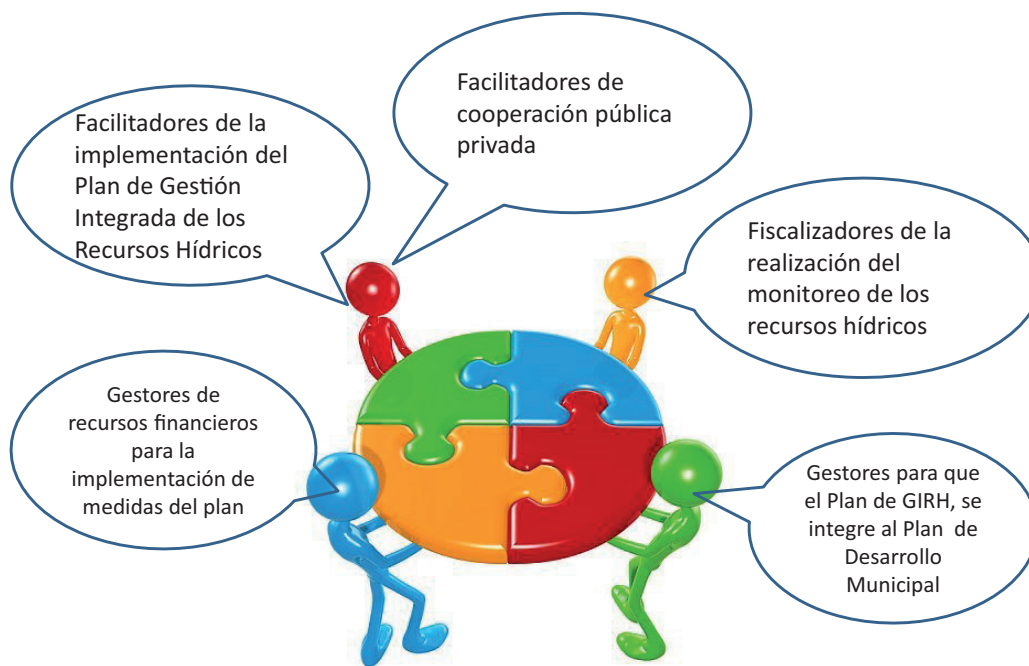 Facilitadores de la
implementación del
Plan de Gestión
Integrada de los
Recursos Hídricos
Facilitadores de
cooperación pública
privada
Fiscalizadores de la
realización del
monitoreo de los
recursos hídricos
Gestores de
recursos financieros
para la
implementación de
medidas del plan
Gestores para que
el Plan de GIRH, se
integre al Plan de
Desarrollo
Municipal